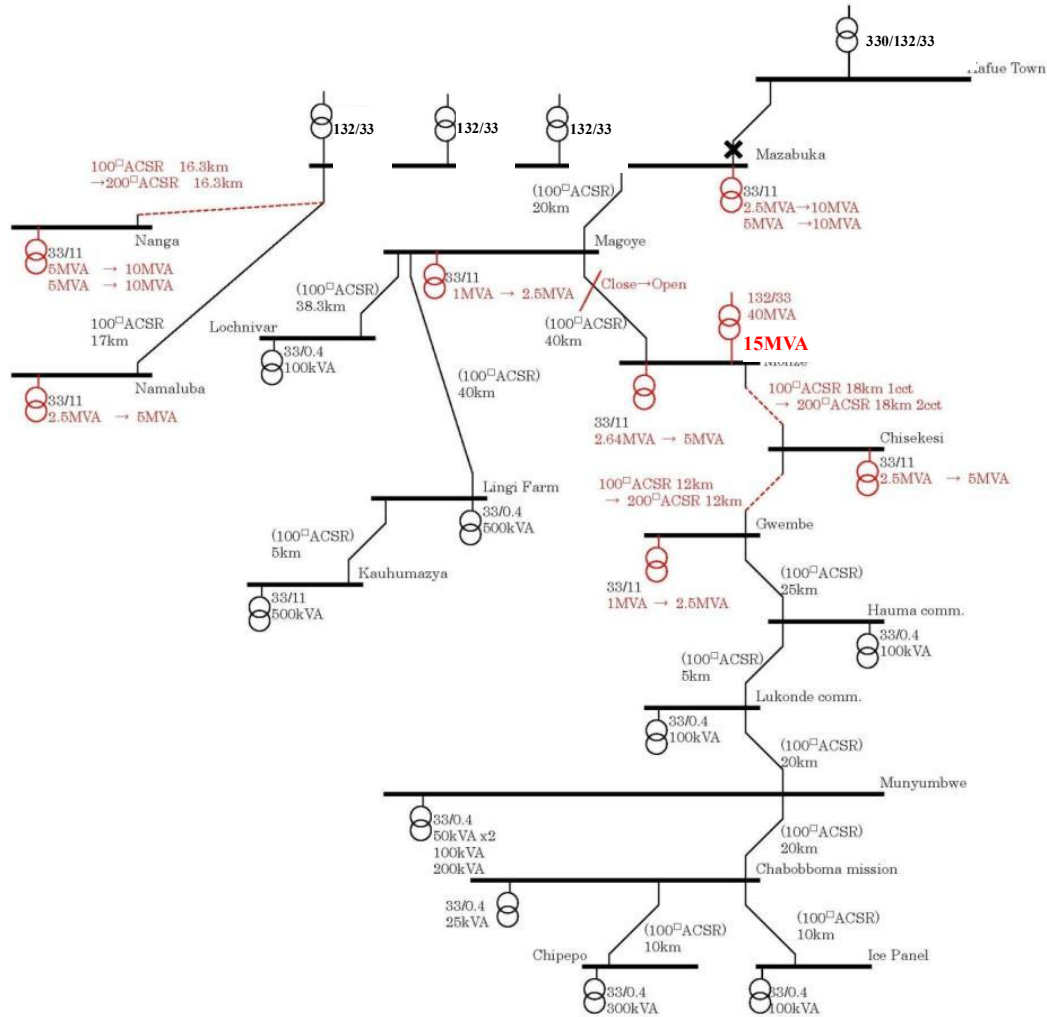 330/132/33
Kafue Town
132/33
132/33
132/33
Mazabuka
100□ACSR 16.3km
→200□ACSR 16.3km
(100□ACSR)
20km
33/11
2.5MVA→10MVA
5MVA →10MVA
Nanga
33/11
5MVA → 10MVA
5MVA → 10MVA
Magoye
33/11
1MVA → 2.5MVA
Close→Open
(100□ACSR)
38.3km
(100□ACSR)
40km
132/33
40MVA
15MVA
Monze
100□ACSR
17km
Lochnivar
33/0.4
100kVA
Namaluba
33/11
2.5MVA → 5MVA
(100□ACSR)
40km
33/11
2.64MVA → 5MVA
100□ACSR 18km 1cct
→ 200□ACSR 18km 2cct
Chisekesi
33/11
2.5MVA → 5MVA
100□ACSR 12km
→ 200□ACSR 12km
Lingi Farm
33/0.4
500kVA
Gwembe
33/11
1MVA → 2.5MVA
(100□ACSR)
5km
Kauhumazya
33/11
500kVA
(100□ACSR)
25km
Hauma comm.
33/0.4
100kVA
(100□ACSR)
5km
Lukonde comm.
33/0.4
100kVA
(100□ACSR)
20km
Munyumbwe
33/0.4
50kVA x2
100kVA
200kVA
(100□ACSR)
20km
Chabobboma mission
33/0.4
25kVA
(100□ACSR)
10km
(100□ACSR)
10km
Chipepo
33/0.4
300kVA
Ice Panel
33/0.4
100kVA